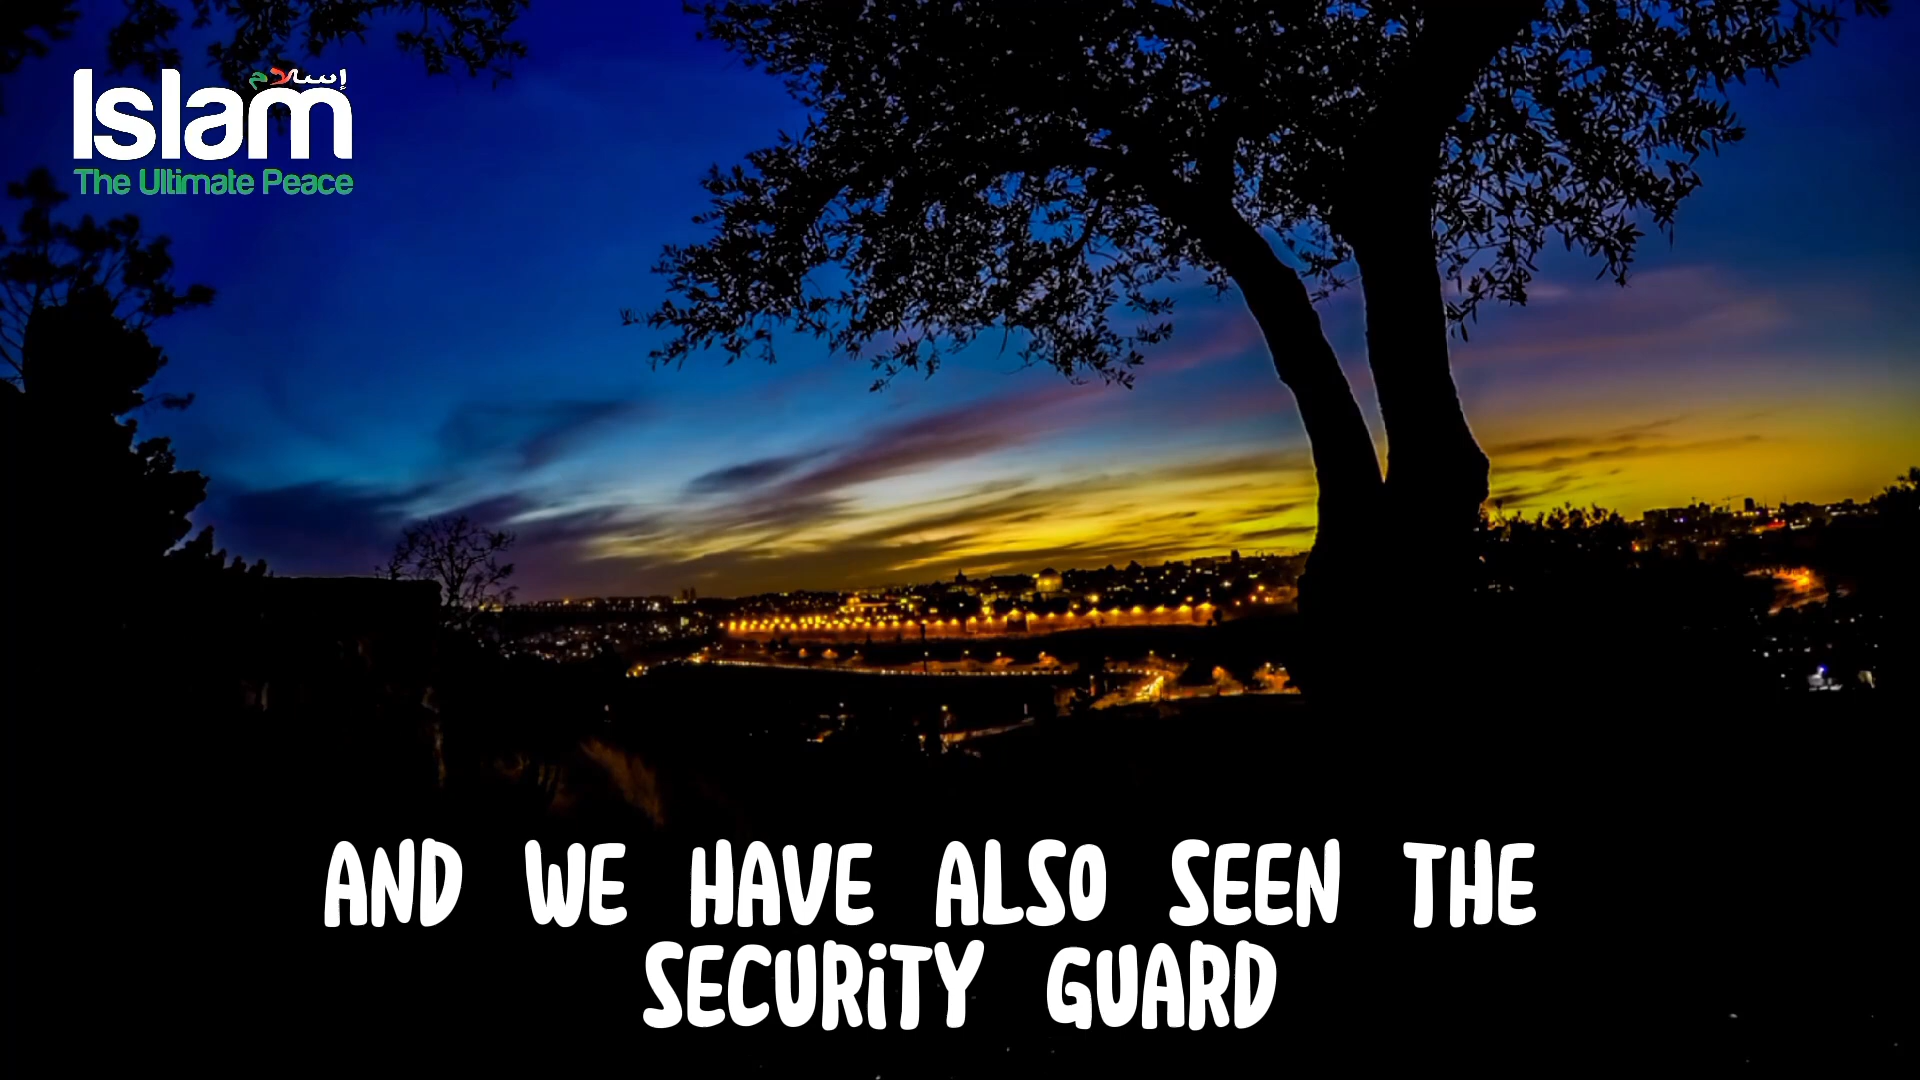 إسلام
Islam
The Ultimate Peace
AND WE HAVE ALSO SEEN THE
SECURITY GUARD